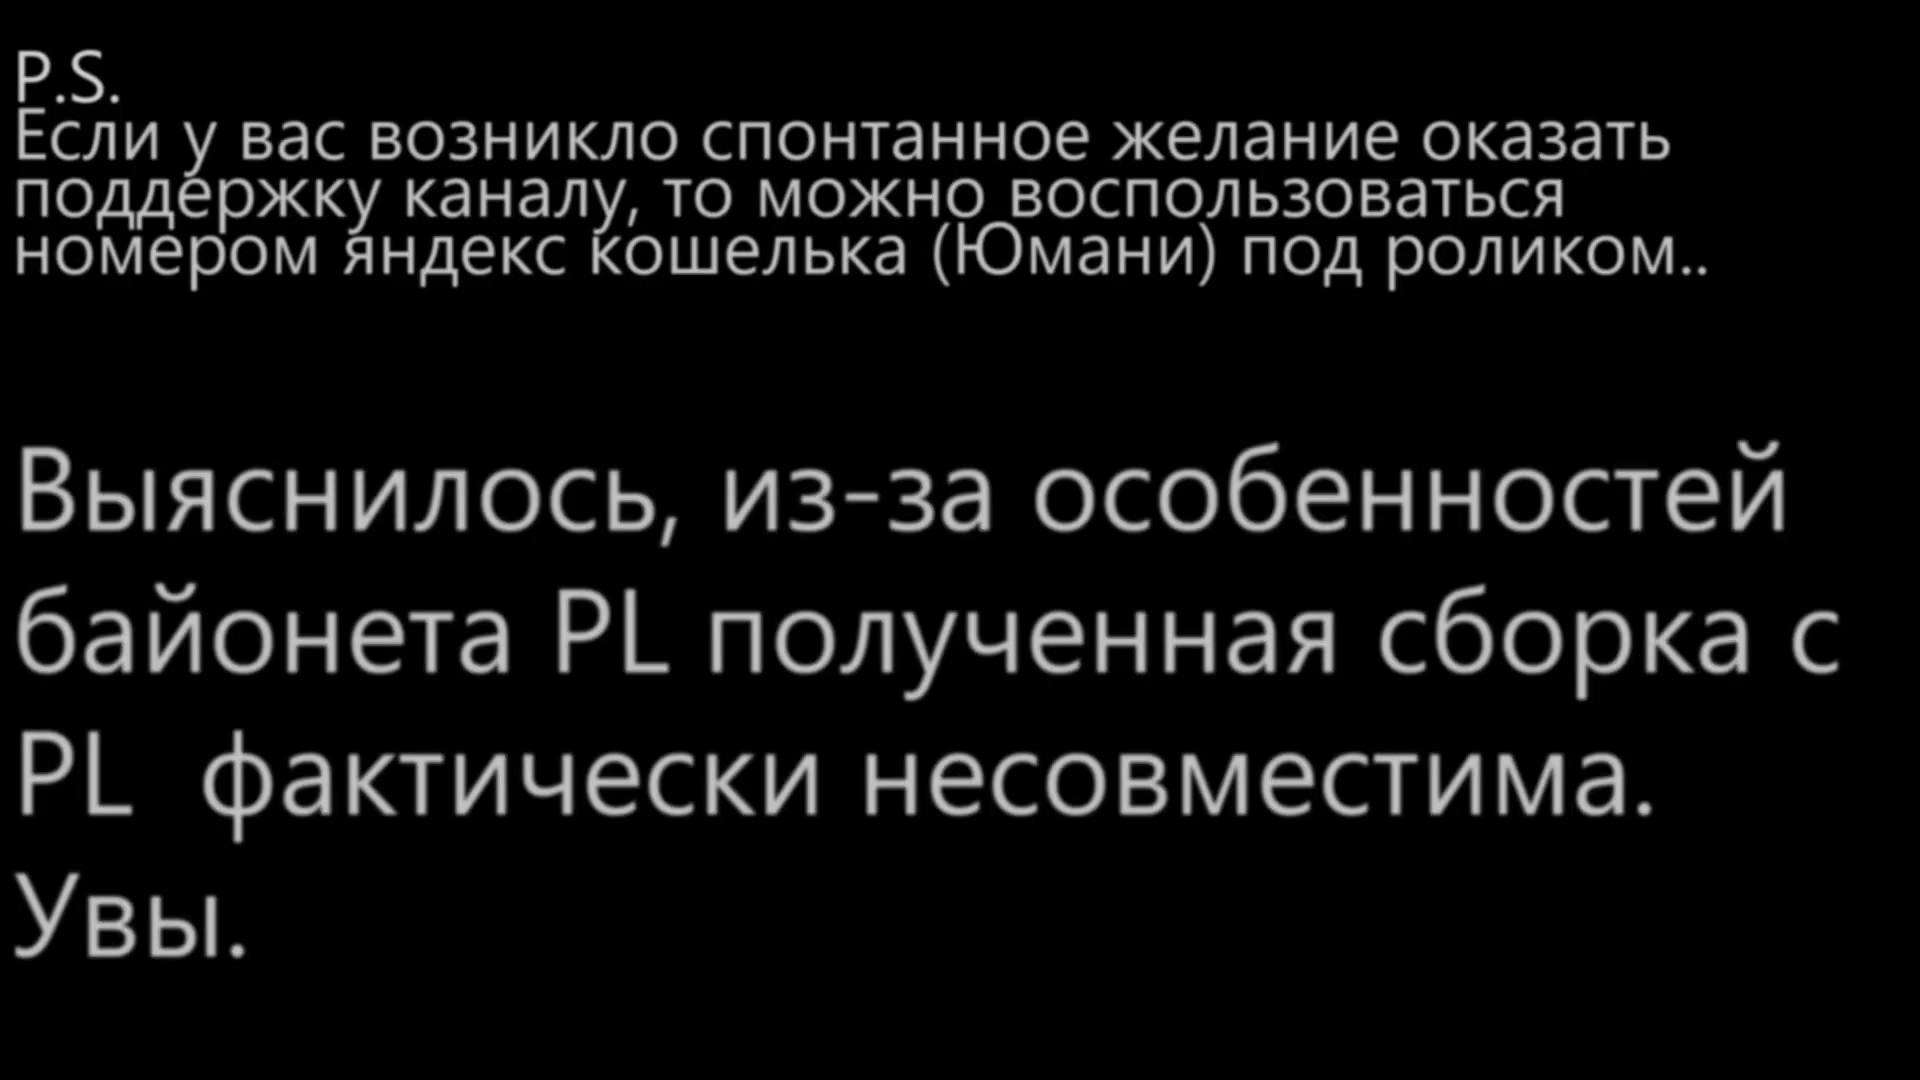 P.S.
Если у вас возникло спонтанное желание оказать
поддержку каналу, то можно воспользоваться
номером яндекс кошелька (Юмани) под роликом..
Выяснилось, из-за особенностей
байонета PL полученная сборка с
PL  фактически несовместима.
Увы.